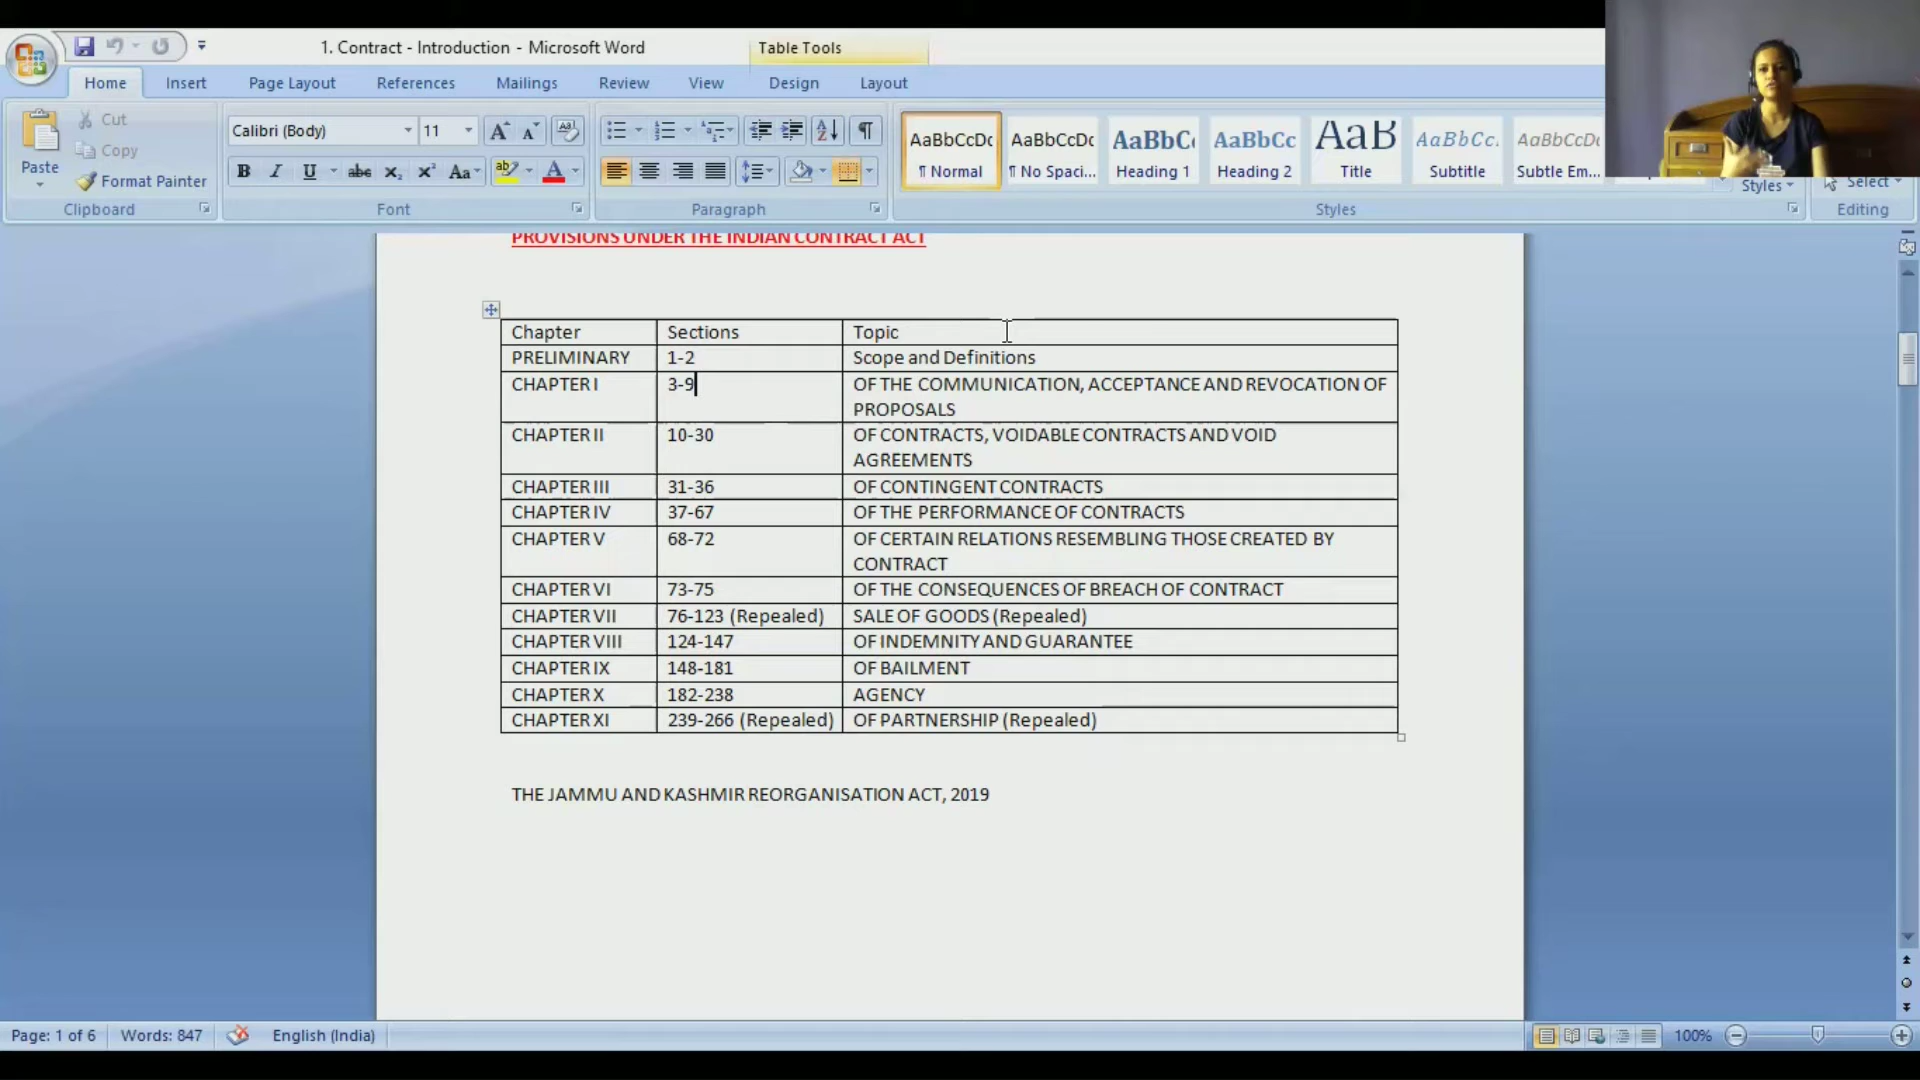 1. Contract - Introduction - Microsoft Word
Table Tools
Home Insert Page Layout References Mailings Review View Design Layout
Paste
Cut
Copy
Format Painter
Clipboard
Calibri (Body) 11
Font
Paragraph
AaBbCcDc AaBbCcDc AaBbC AaBbCc AaB AaBbCc. AaBbCcDc
¶ Normal ¶ No Spaci... Heading 1 Heading 2 Title Subtitle Subtle Em...
Styles
Styles
Select
Editing
PROVISIONS UNDER THE INDIAN CONTRACT ACT
Chapter Sections Topic
PRELIMINARY 1-2 Scope and Definitions
CHAPTER I 3-9 OF THE COMMUNICATION, ACCEPTANCE AND REVOCATION OF
PROPOSALS
CHAPTER II 10-30 OF CONTRACTS, VOIDABLE CONTRACTS AND VOID
AGREEMENTS
CHAPTER III 31-36 OF CONTINGENT CONTRACTS
CHAPTER IV 37-67 OF THE PERFORMANCE OF CONTRACTS
CHAPTER V 68-72 OF CERTAIN RELATIONS RESEMBLING THOSE CREATED BY
CONTRACT
CHAPTER VI 73-75 OF THE CONSEQUENCES OF BREACH OF CONTRACT
CHAPTER VII 76-123 (Repealed) SALE OF GOODS (Repealed)
CHAPTER VIII 124-147 OF INDEMNITY AND GUARANTEE
CHAPTER IX 148-181 OF BAILMENT
CHAPTER X 182-238 AGENCY
CHAPTER XI 239-266 (Repealed) OF PARTNERSHIP (Repealed)
THE JAMMU AND KASHMIR REORGANISATION ACT, 2019
Page: 1 of 6 Words: 847 English (India) 100%